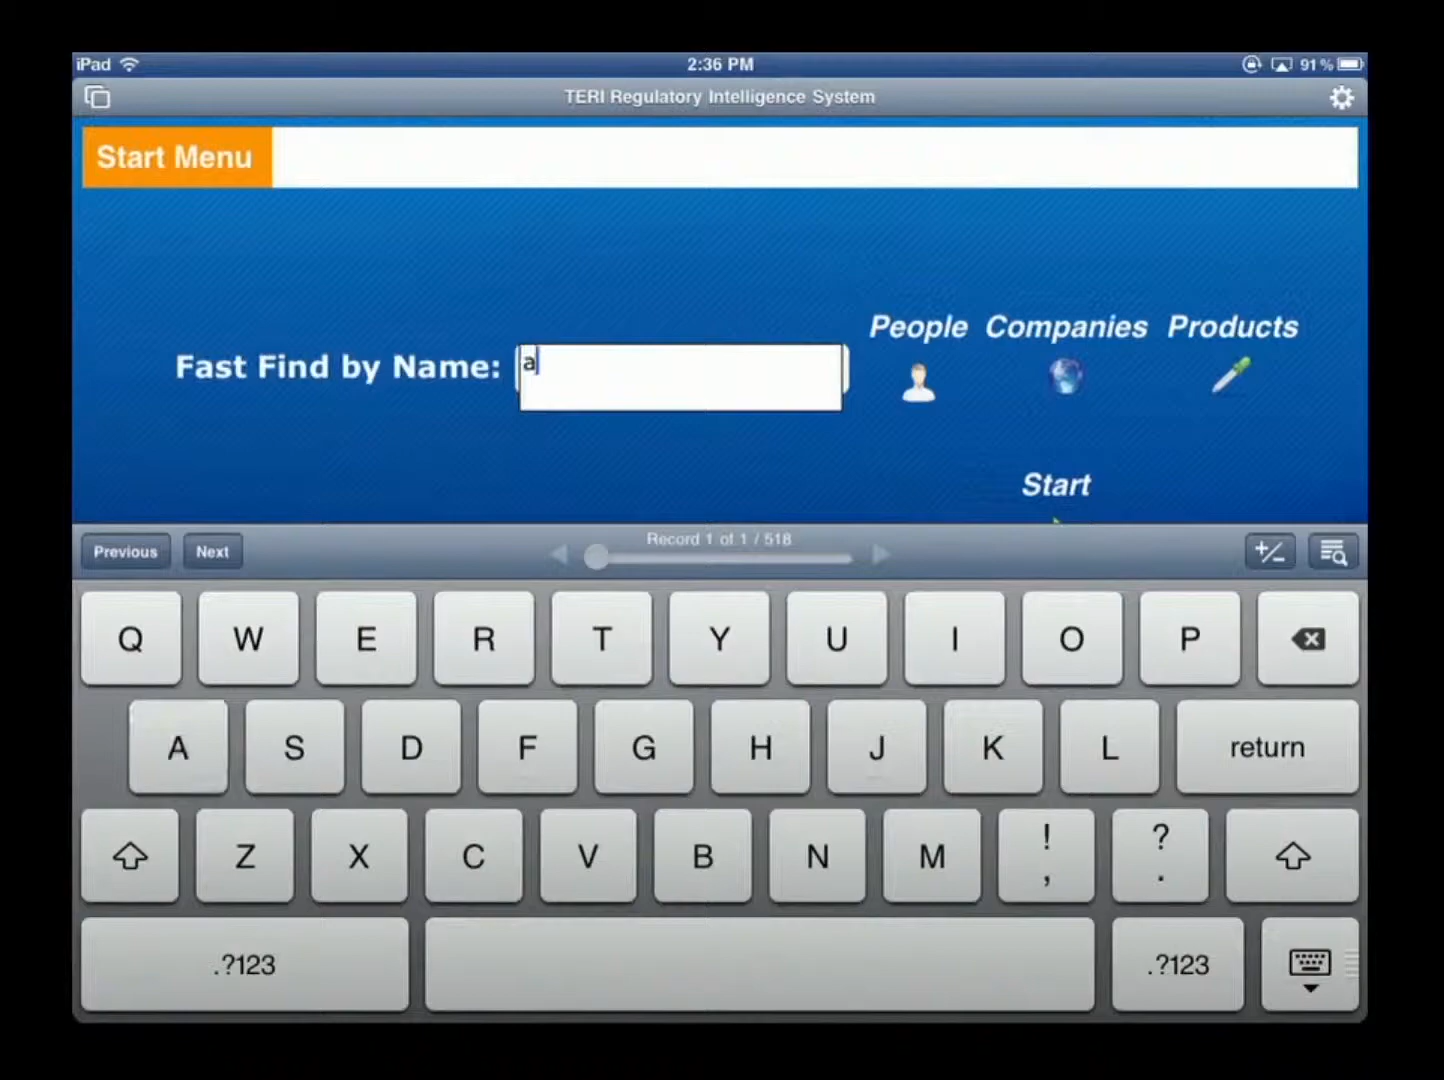 iPad
2:36 PM
91%
TERI Regulatory Intelligence System
Start Menu
People Companies Products
Fast Find by Name: a
Start
Previous Next
Record 1 of 1 / 518
+/-
Q W E R T Y U I O P
A S D F G H J K L return
Z X C V B N M ! , ? .
.?123 .?123